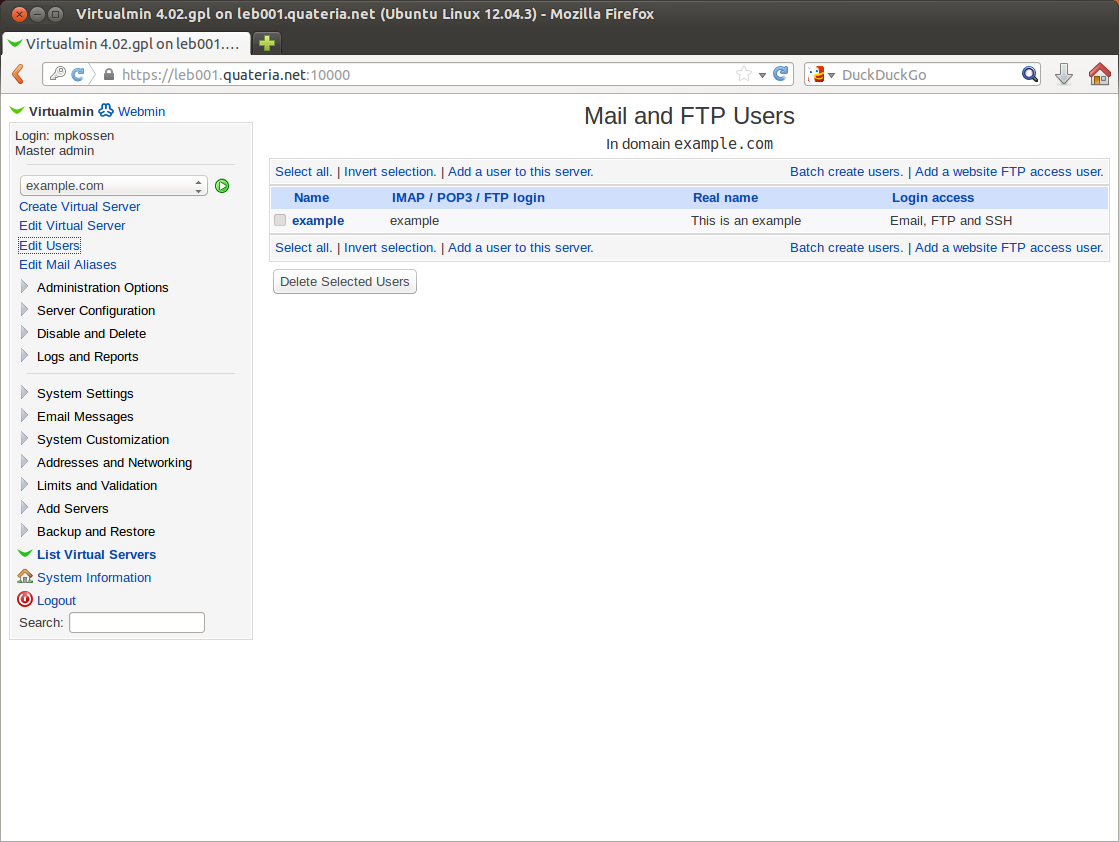 Virtualmin 4.02.gpl on leb001.quateria.net (Ubuntu Linux 12.04.3) - Mozilla Firefox
Virtualmin 4.02.gpl on leb001....
https://leb001.quateria.net:10000
DuckDuckGo
Virtualmin Webmin
Login: mpkossen
Master admin
example.com
Create Virtual Server
Edit Virtual Server
Edit Users
Edit Mail Aliases
Administration Options
Server Configuration
Disable and Delete
Logs and Reports
System Settings
Email Messages
System Customization
Addresses and Networking
Limits and Validation
Add Servers
Backup and Restore
List Virtual Servers
System Information
Logout
Search:
Mail and FTP Users
In domain example.com
Select all. | Invert selection. | Add a user to this server. Batch create users. | Add a website FTP access user.
Name IMAP / POP3 / FTP login Real name Login access
example example This is an example Email, FTP and SSH
Select all. | Invert selection. | Add a user to this server. Batch create users. | Add a website FTP access user.
Delete Selected Users